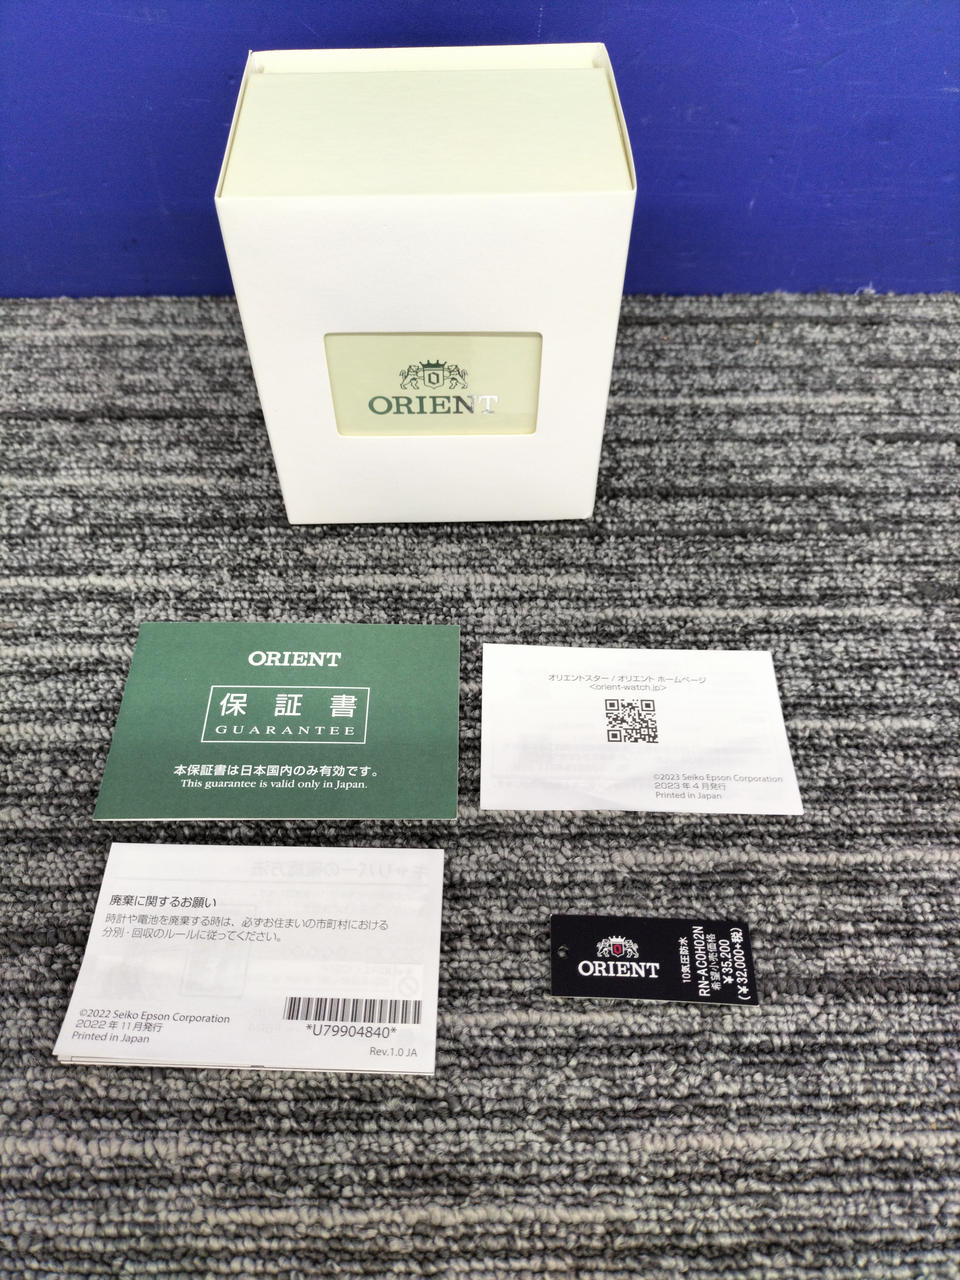 ORIENT
ORIENT
保証書
GUARANTEE
本保証書は日本国内のみ有効です。
This guarantee is valid only in Japan.
オリエントスター / オリエント ホームページ
<orient-watch.jp>
©2023 Seiko Epson Corporation
2023 年 4 月発行
Printed in Japan
廃棄に関するお願い
時計や電池を廃棄する時は、必ずお住まいの市町村における
分別・回収のルールに従ってください。
©2022 Seiko Epson Corporation
2022 年 11 月発行
Printed in Japan
*U79904840*
Rev.1.0 JA
ORIENT
10気圧防水
RN-AC0H02N
希望小売価格
¥35,200
(¥32,000+税)